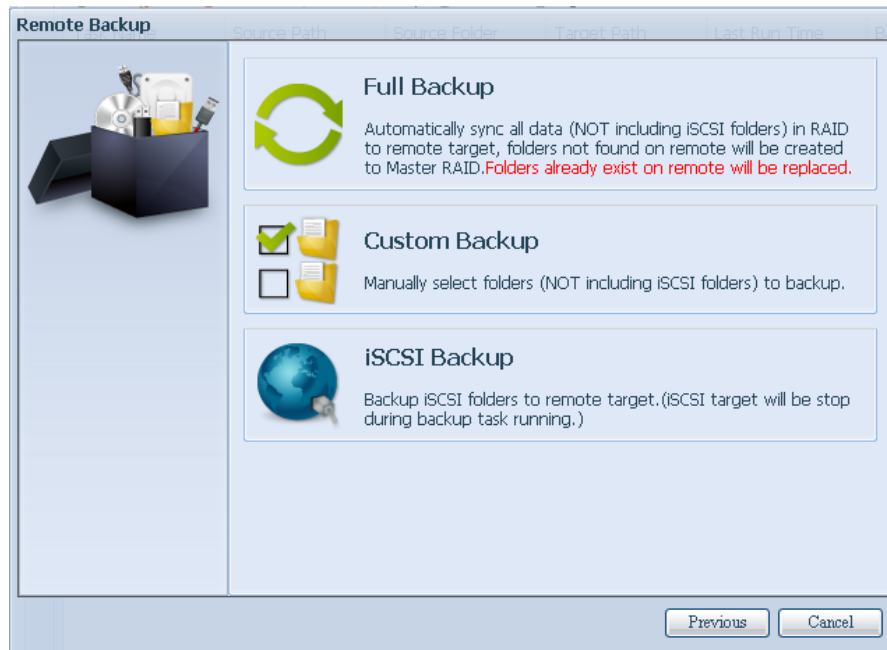 Remote Backup
Task Name Source Path Source Folder Target Path Last Run Time B
Full Backup
Automatically sync all data (NOT including iSCSI folders) in RAID
to remote target, folders not found on remote will be created
to Master RAID.Folders already exist on remote will be replaced.
Custom Backup
Manually select folders (NOT including iSCSI folders) to backup.
iSCSI Backup
Backup iSCSI folders to remote target.(iSCSI target will be stop
during backup task running.)
Previous Cancel